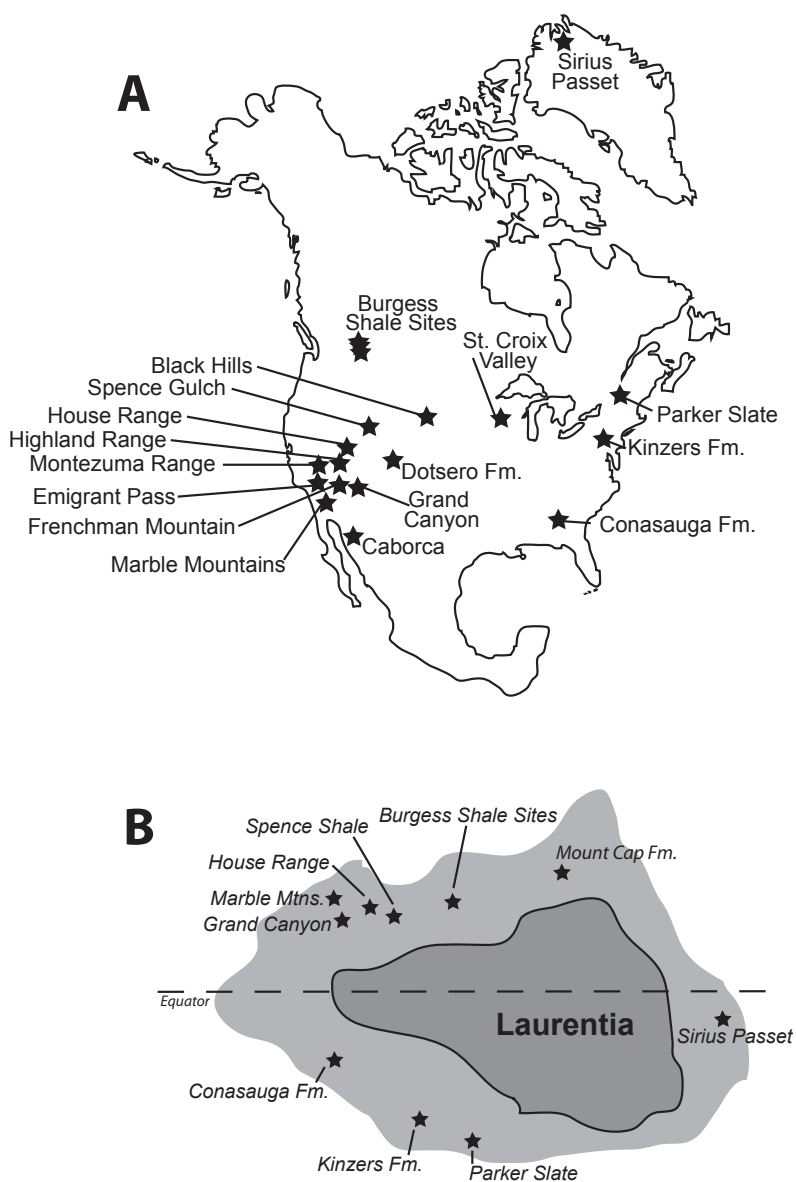 A
Sirius
Passet
Burgess
Shale Sites
St. Croix
Valley
Black Hills
Spence Gulch
House Range
Highland Range
Montezuma Range
Emigrant Pass
Frenchman Mountain
Marble Mountains
Parker Slate
Kinzers Fm.
Dotsero Fm.
Grand
Canyon
Conasauga Fm.
Caborca
B
Burgess Shale Sites
Spence Shale
House Range
Mount Cap Fm.
Marble Mtns.
Grand Canyon
Equator
Laurentia
Sirius Passet
Conasauga Fm.
Kinzers Fm.
Parker Slate